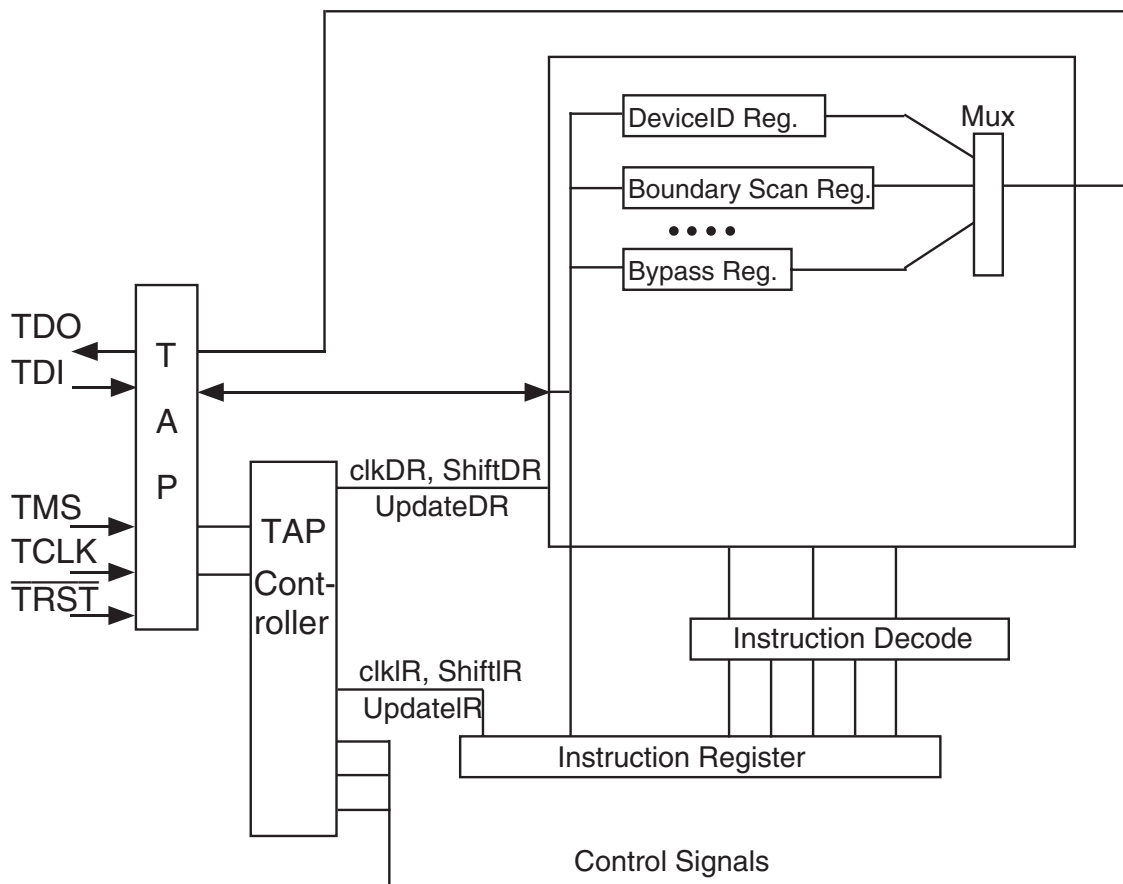 DeviceID Reg.
Mux
Boundary Scan Reg.
Bypass Reg.
TDO
TDI
T
A
P
TMS
TCLK
TRST
clkDR, ShiftDR
UpdateDR
TAP
Cont-
roller
Instruction Decode
clkIR, ShiftIR
UpdateIR
Instruction Register
Control Signals